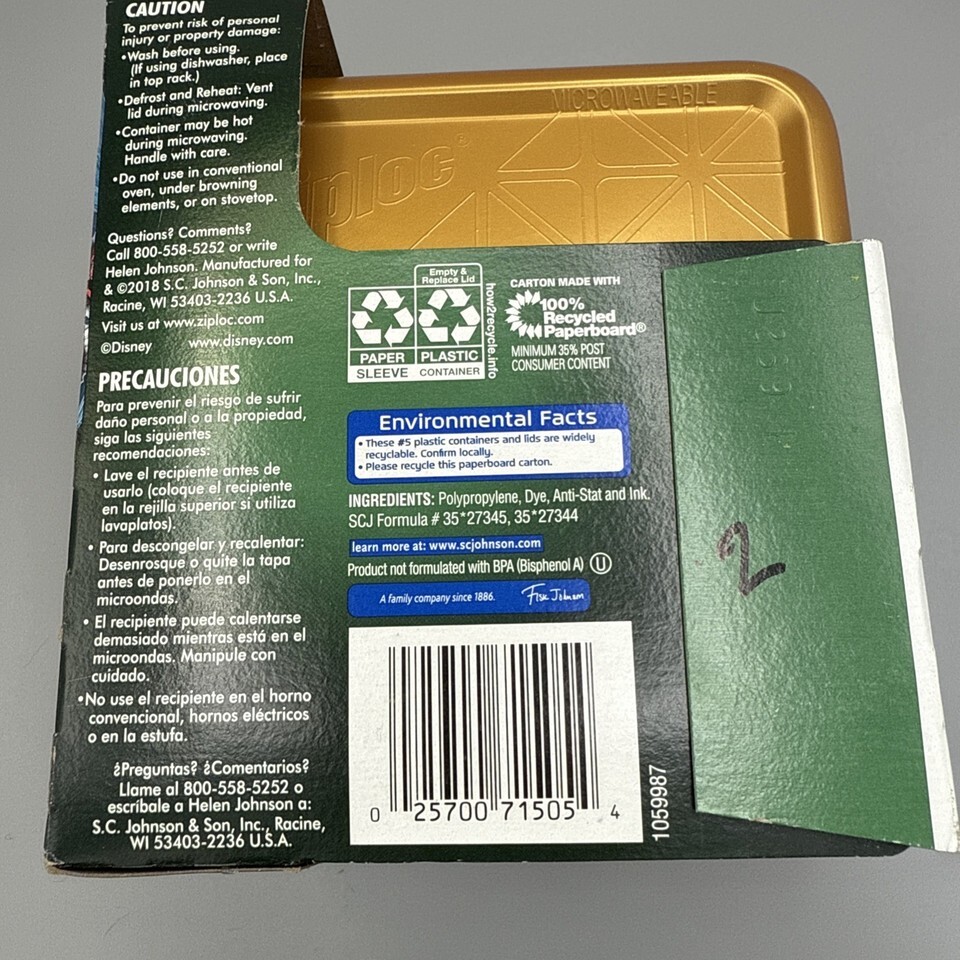 CAUTION
To prevent risk of personal
injury or property damage:
•Wash before using.
(If using dishwasher, place
in top rack.)
•Defrost and Reheat: Vent
lid during microwaving.
•Container may be hot
during microwaving.
Handle with care.
•Do not use in conventional
oven, under browning
elements, or on stovetop.
Questions? Comments?
Call 800-558-5252 or write
Helen Johnson. Manufactured for
& ©2018 S.C. Johnson & Son, Inc.,
Racine, WI 53403-2236 U.S.A.
Visit us at www.ziploc.com
©Disney www.disney.com
PRECAUCIONES
Para prevenir el riesgo de sufrir
daño personal o a la propiedad,
siga las siguientes
recomendaciones:
• Lave el recipiente antes de
usarlo (coloque el recipiente
en la rejilla superior si utiliza
lavaplatos).
• Para descongelar y recalentar:
Desenrosque o quite la tapa
antes de ponerlo en el
microondas.
• El recipiente puede calentarse
demasiado mientras está en el
microondas. Manipule con
cuidado.
•No use el recipiente en el horno
convencional, hornos eléctricos
o en la estufa.
¿Preguntas? ¿Comentarios?
Llame al 800-558-5252 o
escríbale a Helen Johnson a:
S.C. Johnson & Son, Inc., Racine,
WI 53403-2236 U.S.A.
MICROWAVEABLE
iploc®
Empty &
Replace Lid
PAPER
SLEEVE
PLASTIC
CONTAINER
how2recycle.info
CARTON MADE WITH
100%
Recycled
Paperboard®
MINIMUM 35% POST
CONSUMER CONTENT
Environmental Facts
• These #5 plastic containers and lids are widely
recyclable. Confirm locally.
• Please recycle this paperboard carton.
INGREDIENTS: Polypropylene, Dye, Anti-Stat and Ink.
SCJ Formula # 35*27345, 35*27344
learn more at: www.scjohnson.com
Product not formulated with BPA (Bisphenol A) U
A family company since 1886. Fisk Johnson
0 25700 71505 4
1059987
2